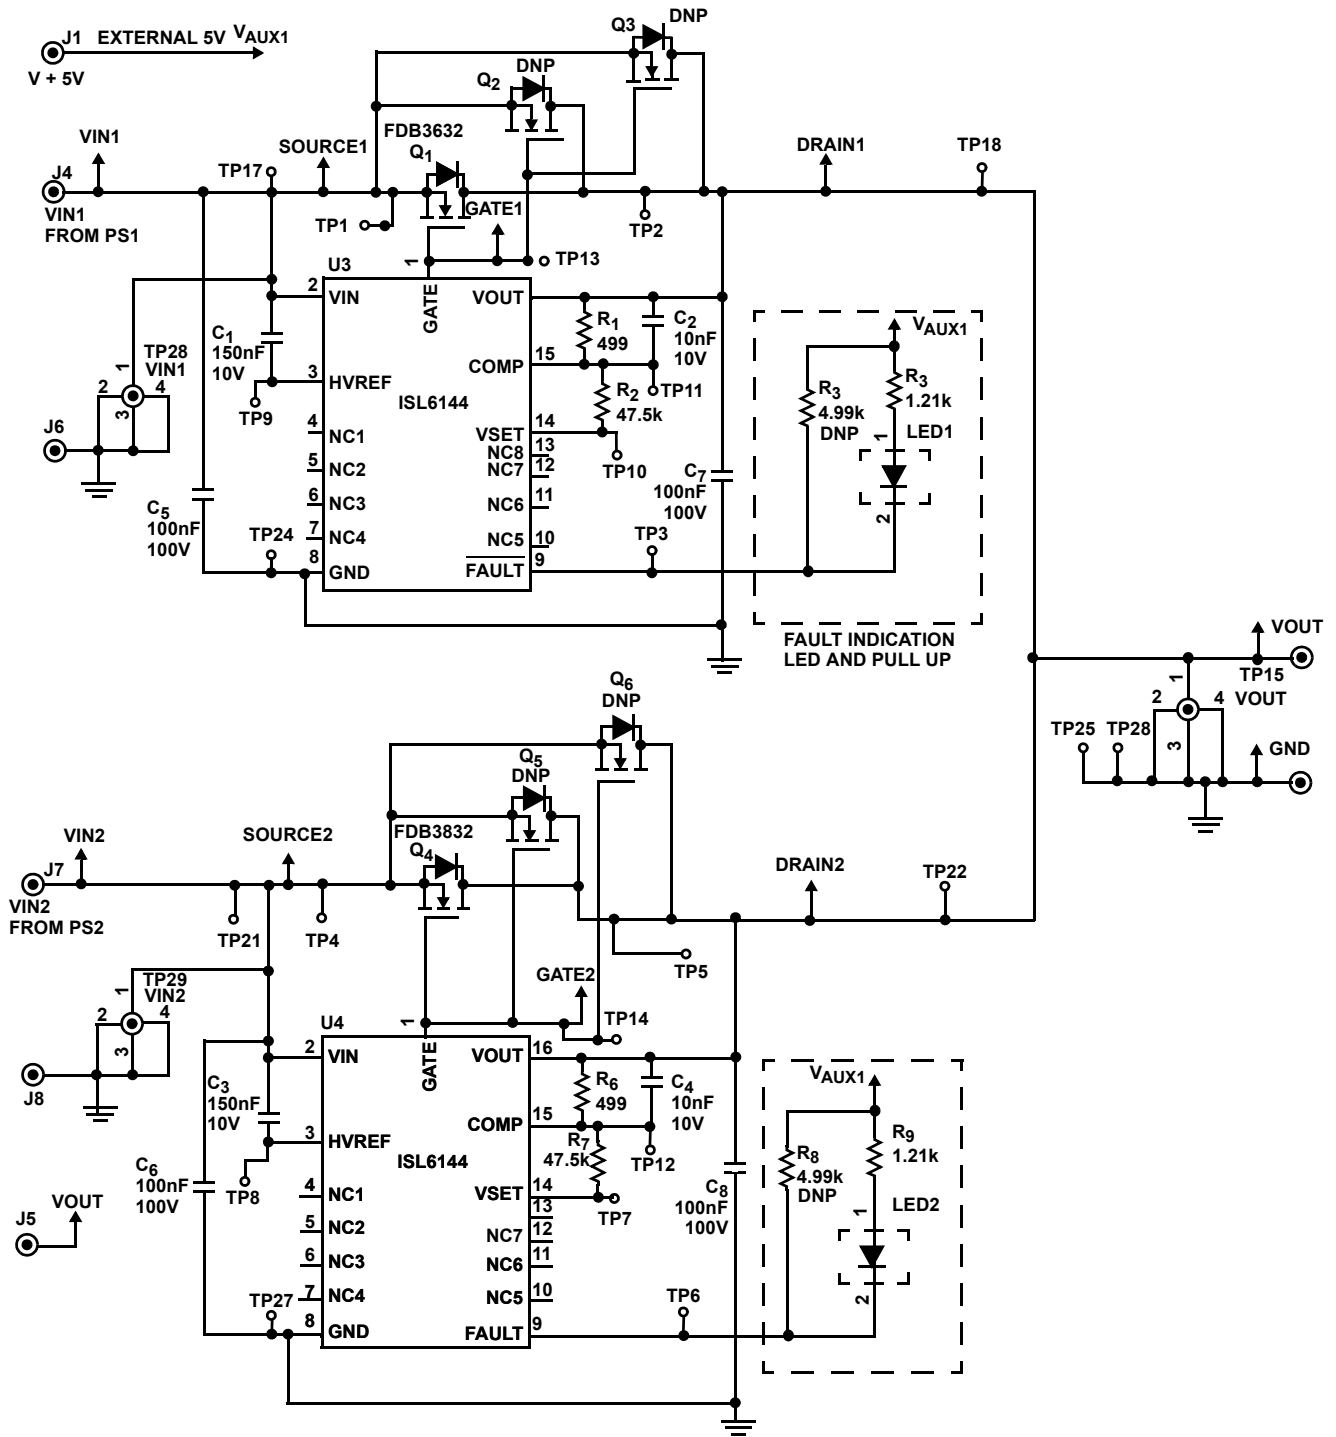 J1 EXTERNAL 5V VAUX1
V + 5V
Q3 DNP
Q2 DNP
FDB3632
Q1
VIN1
J4
VIN1
FROM PS1
TP17
SOURCE1
TP1
GATE1
TP13
TP2
DRAIN1
TP18
U3
1
GATE
2 VIN
VOUT
C1
150nF
10V
3 HVREF
TP9
ISL6144
15
COMP
R1
499
C2
10nF
10V
TP11
R2
47.5k
4
NC1
5
NC2
6
NC3
7
NC4
8
GND
14
VSET
13
NC8
12
NC7
11
NC6
10
NC5
9
FAULT
TP10
TP3
C7
100nF
100V
TP28
VIN1
1
2
4
3
J6
C5
100nF
100V
TP24
VAUX1
R3
4.99k
DNP
R3
1.21k
1
LED1
2
FAULT INDICATION
LED AND PULL UP
VOUT
TP15
VOUT
1
2
4
3
TP25
TP28
GND
Q6
DNP
Q5
DNP
FDB3832
Q4
VIN2
J7
VIN2
FROM PS2
SOURCE2
TP21
TP4
TP5
DRAIN2
TP22
GATE2
TP14
TP29
VIN2
1
2
4
3
J8
U4
1
GATE
2
VIN
16
VOUT
C3
150nF
10V
3
HVREF
TP8
ISL6144
15
COMP
R6
499
C4
10nF
10V
TP12
R7
47.5k
4
NC1
5
NC2
6
NC3
7
NC4
8
GND
14
VSET
13
12
NC7
11
NC6
10
NC5
9
FAULT
TP7
TP6
C8
100nF
100V
C6
100nF
100V
TP27
J5
VOUT
VAUX1
R8
4.99k
DNP
R9
1.21k
1
LED2
2